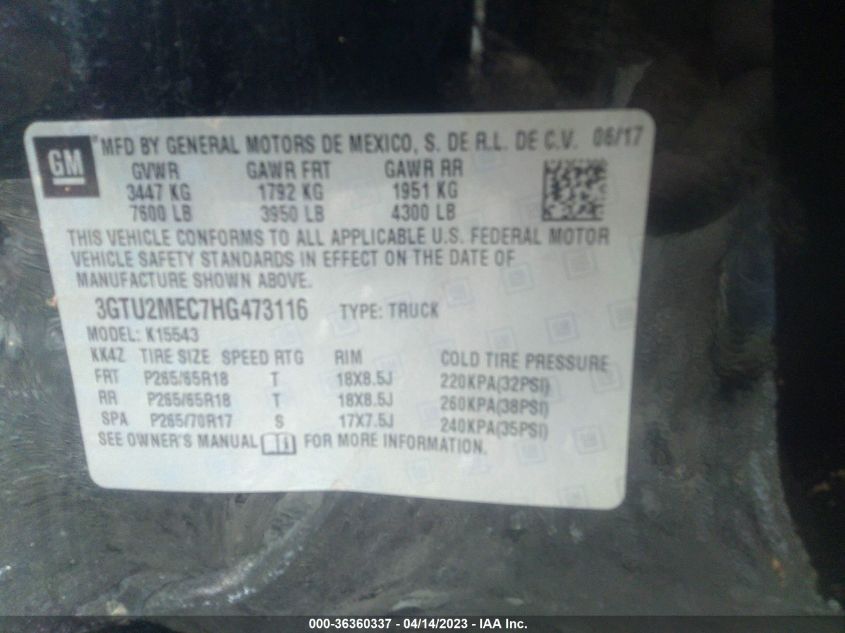 GM
MFD BY GENERAL MOTORS DE MEXICO, S. DE R.L. DE C.V. 06/17
GVWR GAWR FRT GAWR RR
3447 KG 1792 KG 1951 KG
7600 LB 3950 LB 4300 LB
THIS VEHICLE CONFORMS TO ALL APPLICABLE U.S. FEDERAL MOTOR
VEHICLE SAFETY STANDARDS IN EFFECT ON THE DATE OF
MANUFACTURE SHOWN ABOVE.
3GTU2MEC7HG473116 TYPE: TRUCK
MODEL: K15543
KK4Z TIRE SIZE SPEED RTG RIM COLD TIRE PRESSURE
FRT P265/65R18 T 18X8.5J 220KPA(32PSI)
RR P265/65R18 T 18X8.5J 260KPA(38PSI)
SPA P265/70R17 S 17X7.5J 240KPA(35PSI)
SEE OWNER'S MANUAL FOR MORE INFORMATION.
000-36360337 - 04/14/2023 - IAA Inc.